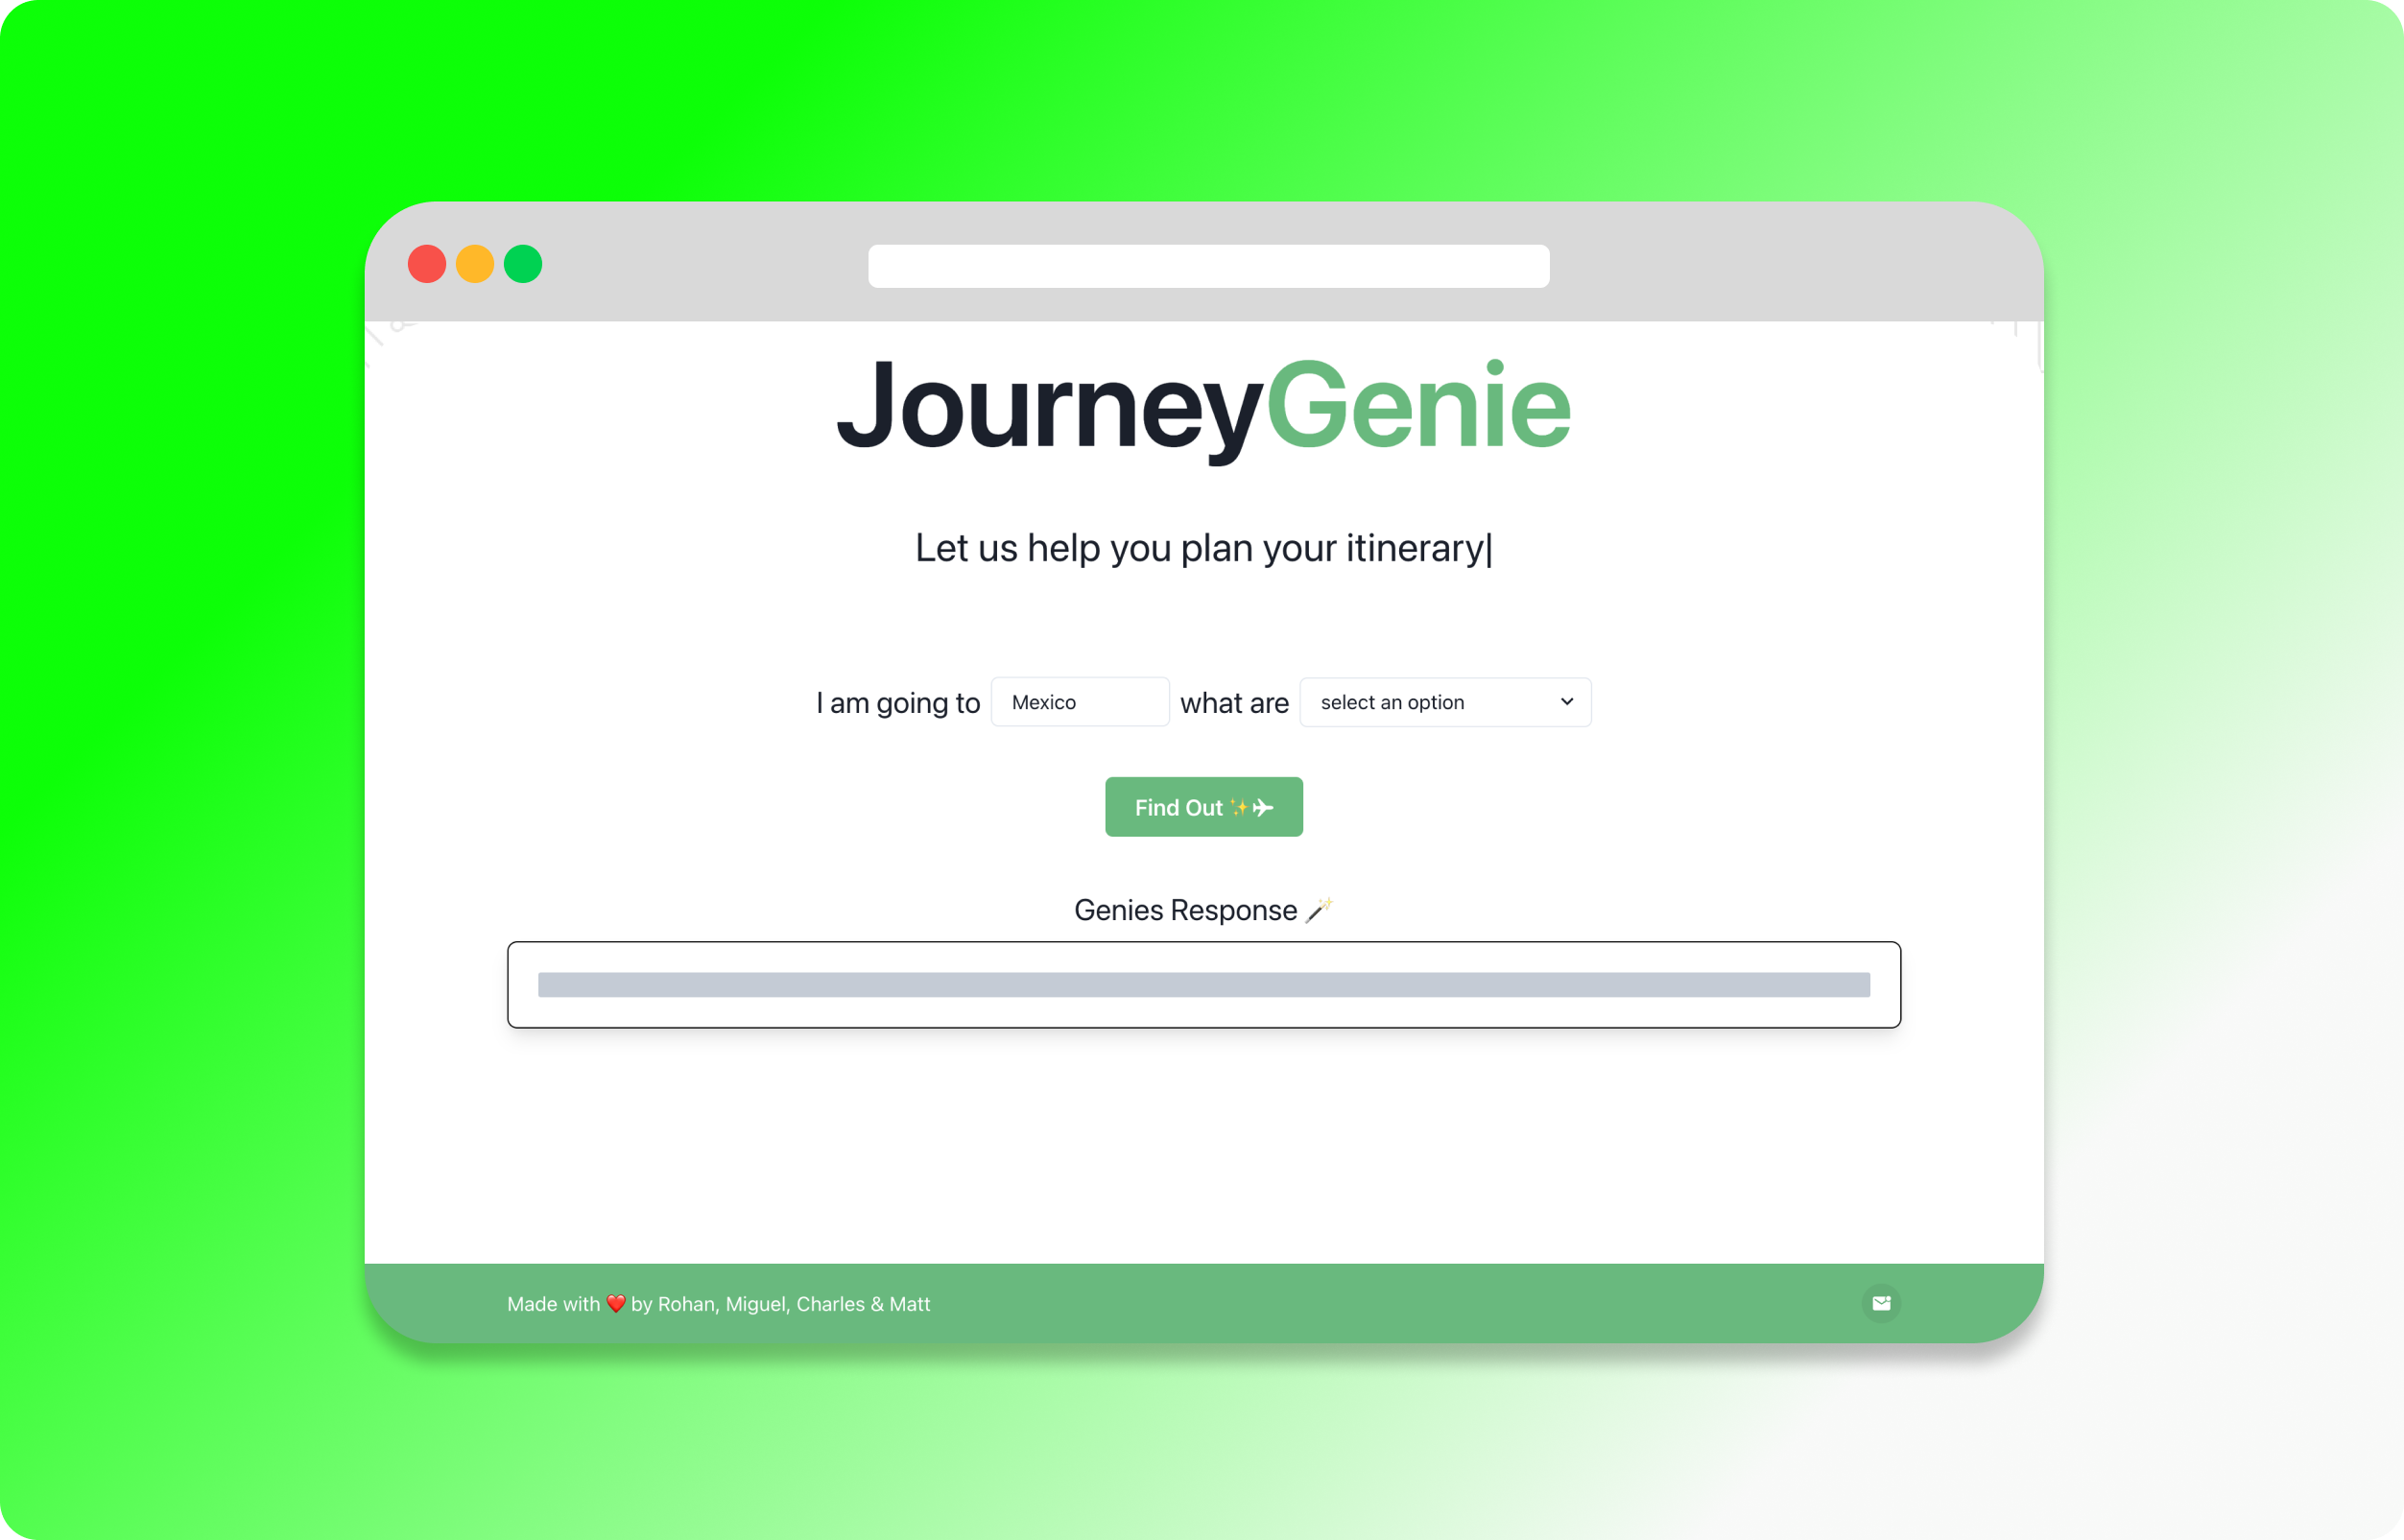 JourneyGenie
Let us help you plan your itinerary|
I am going to Mexico what are select an option
Find Out ✨✈
Genies Response 🪄
Made with ❤️ by Rohan, Miguel, Charles & Matt